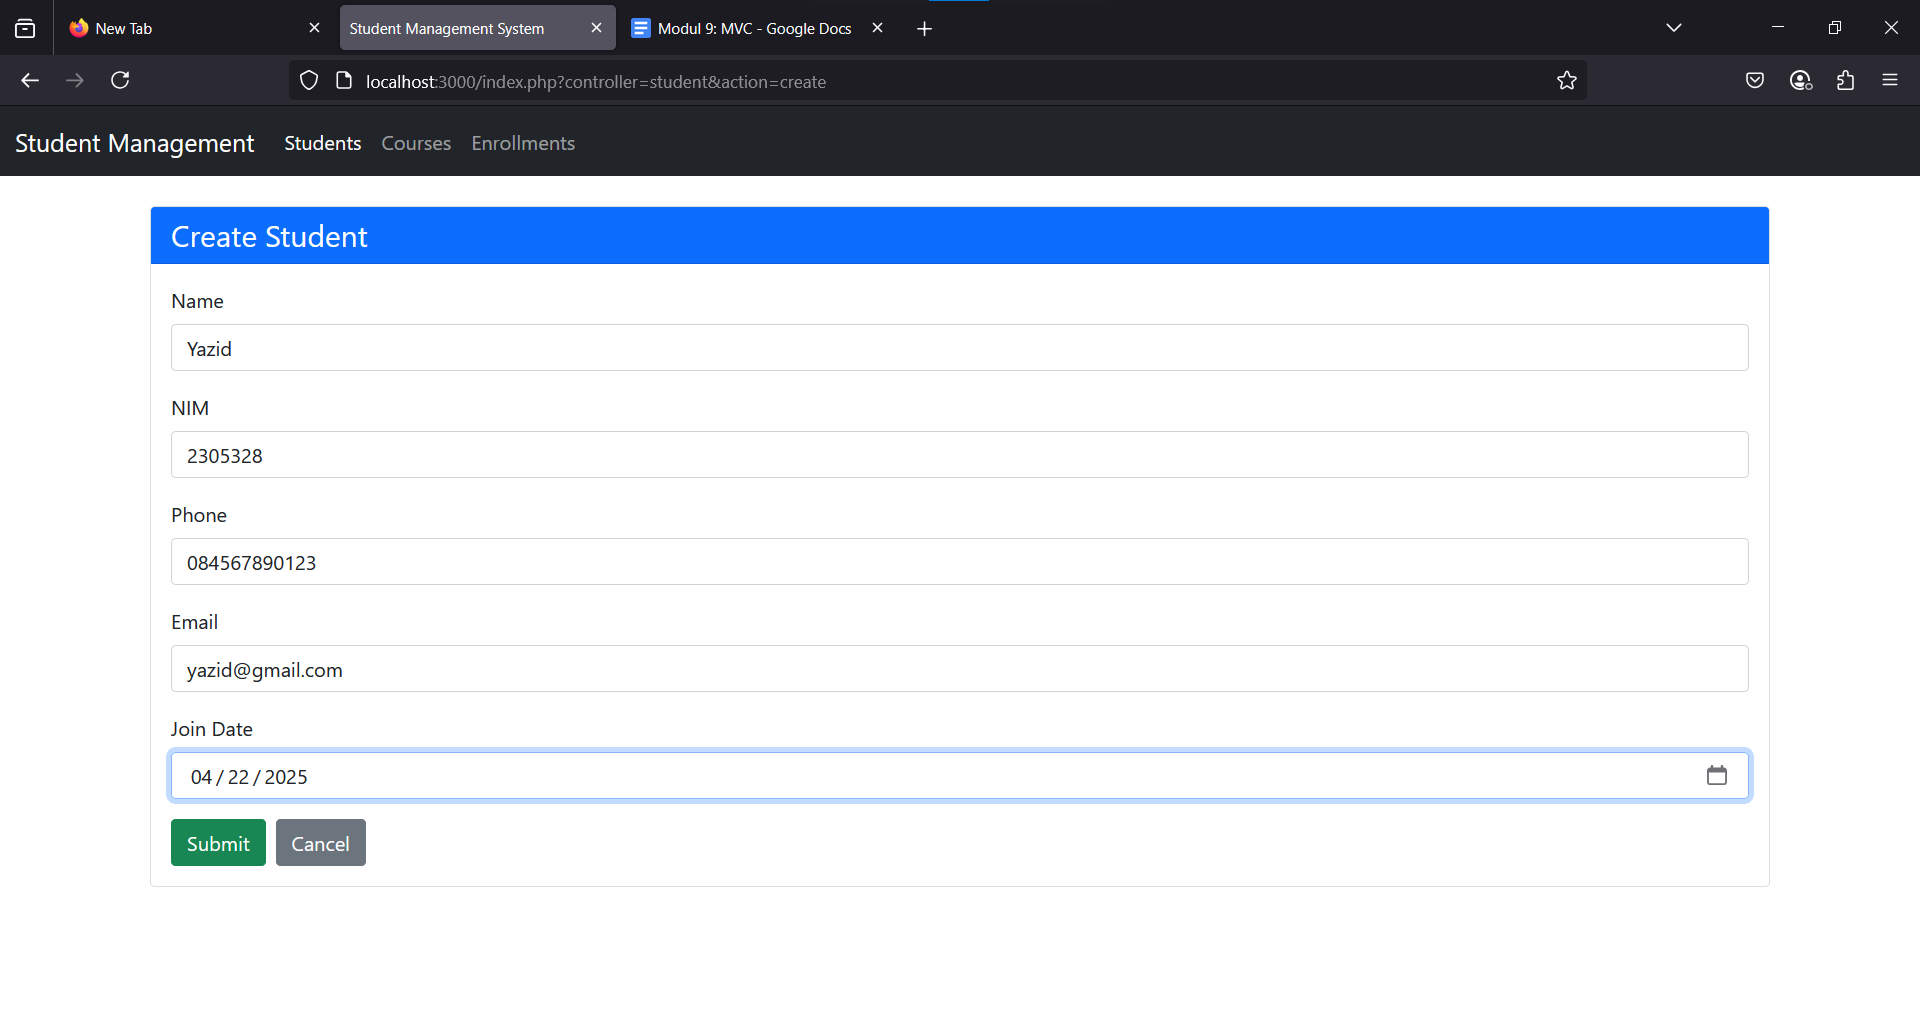 New Tab
Student Management System
Modul 9: MVC - Google Docs
localhost:3000/index.php?controller=student&action=create
Student Management Students Courses Enrollments
Create Student
Name
Yazid
NIM
2305328
Phone
084567890123
Email
yazid@gmail.com
Join Date
04/22/2025
Submit Cancel